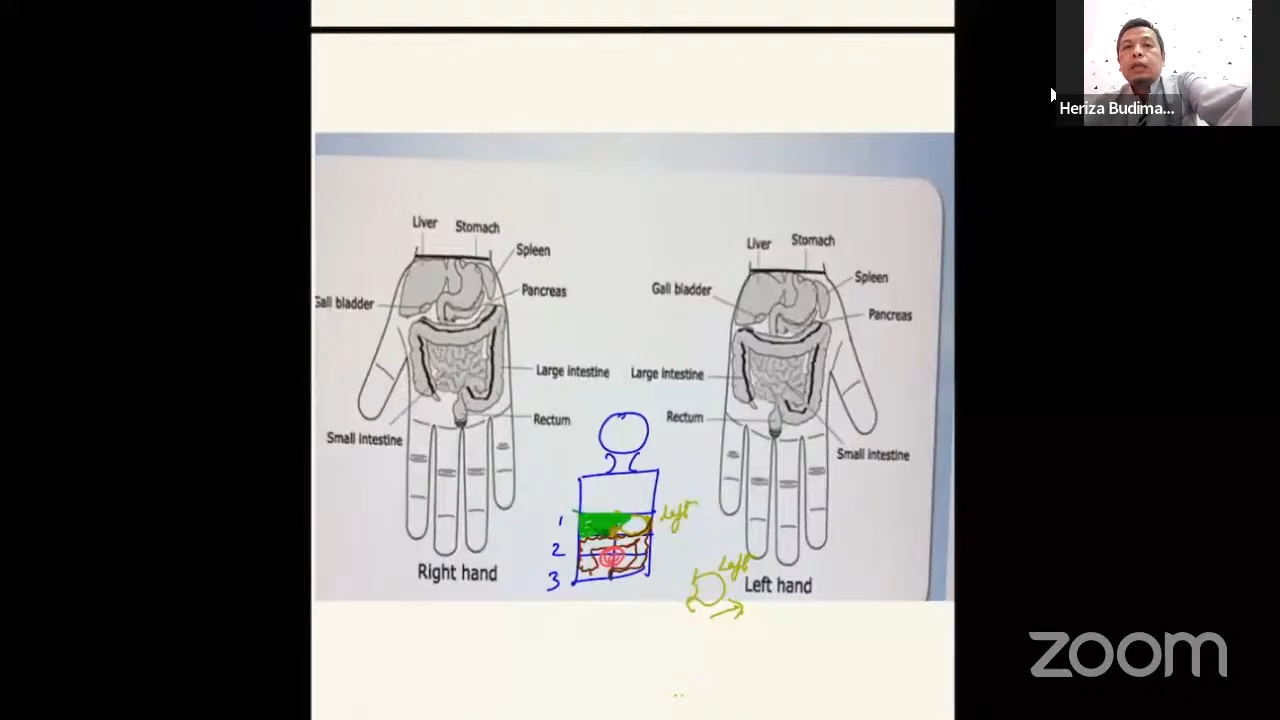 Heriza Budima...
Liver
Stomach
Spleen
Gall bladder
Pancreas
Large intestine
Rectum
Small intestine
Right hand
Liver
Stomach
Spleen
Gall bladder
Pancreas
Large intestine
Rectum
Small intestine
Left hand
1
2
3
Left
Left
zoom